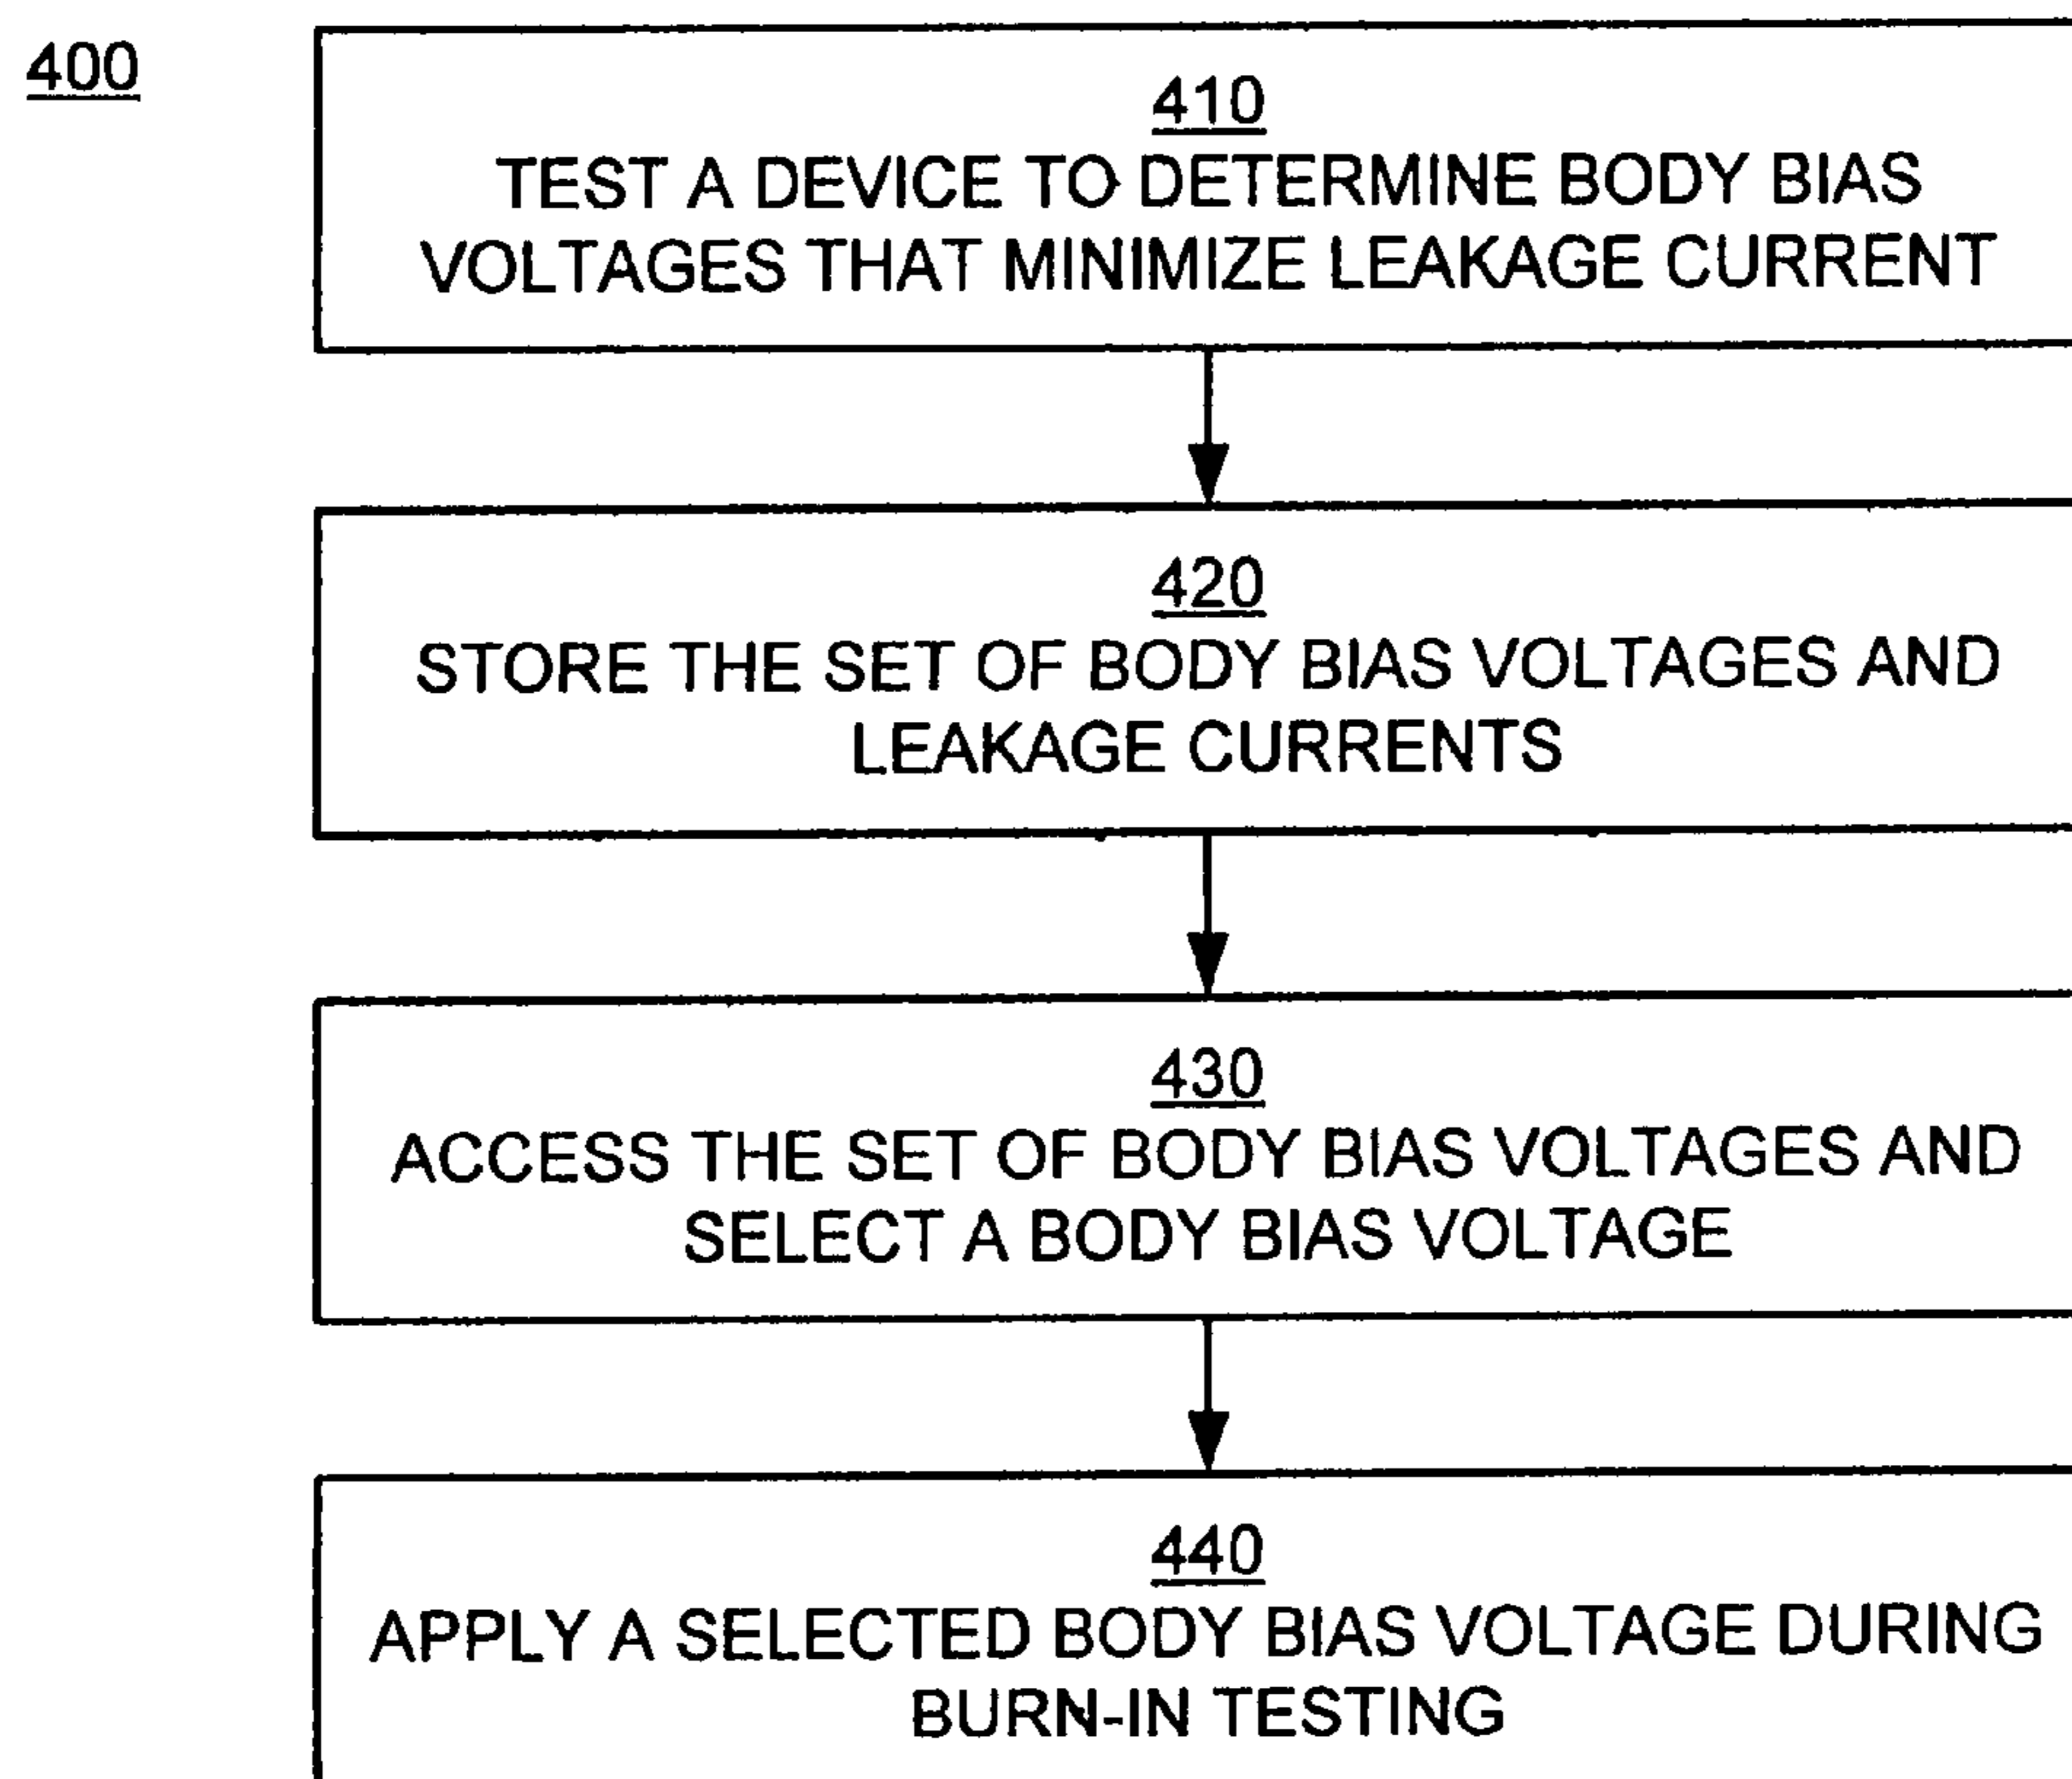 400
410
TEST A DEVICE TO DETERMINE BODY BIAS
VOLTAGES THAT MINIMIZE LEAKAGE CURRENT
420
STORE THE SET OF BODY BIAS VOLTAGES AND
LEAKAGE CURRENTS
430
ACCESS THE SET OF BODY BIAS VOLTAGES AND
SELECT A BODY BIAS VOLTAGE
440
APPLY A SELECTED BODY BIAS VOLTAGE DURING
BURN-IN TESTING